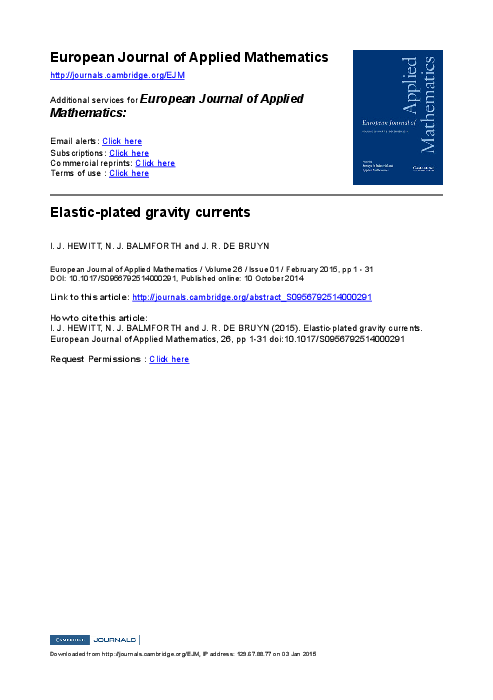 European Journal of Applied Mathematics
http://journals.cambridge.org/EJM
Additional services for European Journal of Applied
Mathematics:
Email alerts: Click here
Subscriptions: Click here
Commercial reprints: Click here
Terms of use : Click here
European Journal of
Applied
Mathematics
CAMBRIDGE
Elastic-plated gravity currents
I. J. HEWITT, N. J. BALMFORTH and J. R. DE BRUYN
European Journal of Applied Mathematics / Volume 26 / Issue 01 / February 2015, pp 1 - 31
DOI: 10.1017/S0956792514000291, Published online: 10 October 2014
Link to this article: http://journals.cambridge.org/abstract_S0956792514000291
How to cite this article:
I. J. HEWITT, N. J. BALMFORTH and J. R. DE BRUYN (2015). Elastic-plated gravity currents.
European Journal of Applied Mathematics, 26, pp 1-31 doi:10.1017/S0956792514000291
Request Permissions : Click here
CAMBRIDGE JOURNALS
Downloaded from http://journals.cambridge.org/EJM, IP address: 129.67.88.77 on 03 Jan 2015